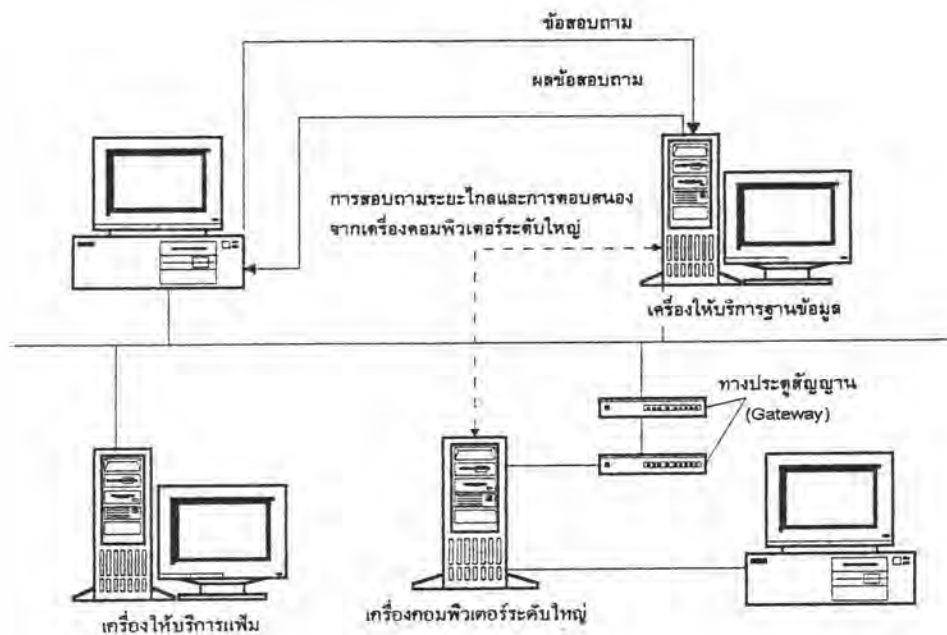 ข้อสอบถาม
ผลข้อสอบถาม
การสอบถามระยะไกลและการตอบสนอง
จากเครื่องคอมพิวเตอร์ระดับใหญ่
เครื่องให้บริการฐานข้อมูล
ทางประตูสัญญาน
(Gateway)
เครื่องให้บริการแฟ้ม
เครื่องคอมพิวเตอร์ระดับใหญ่